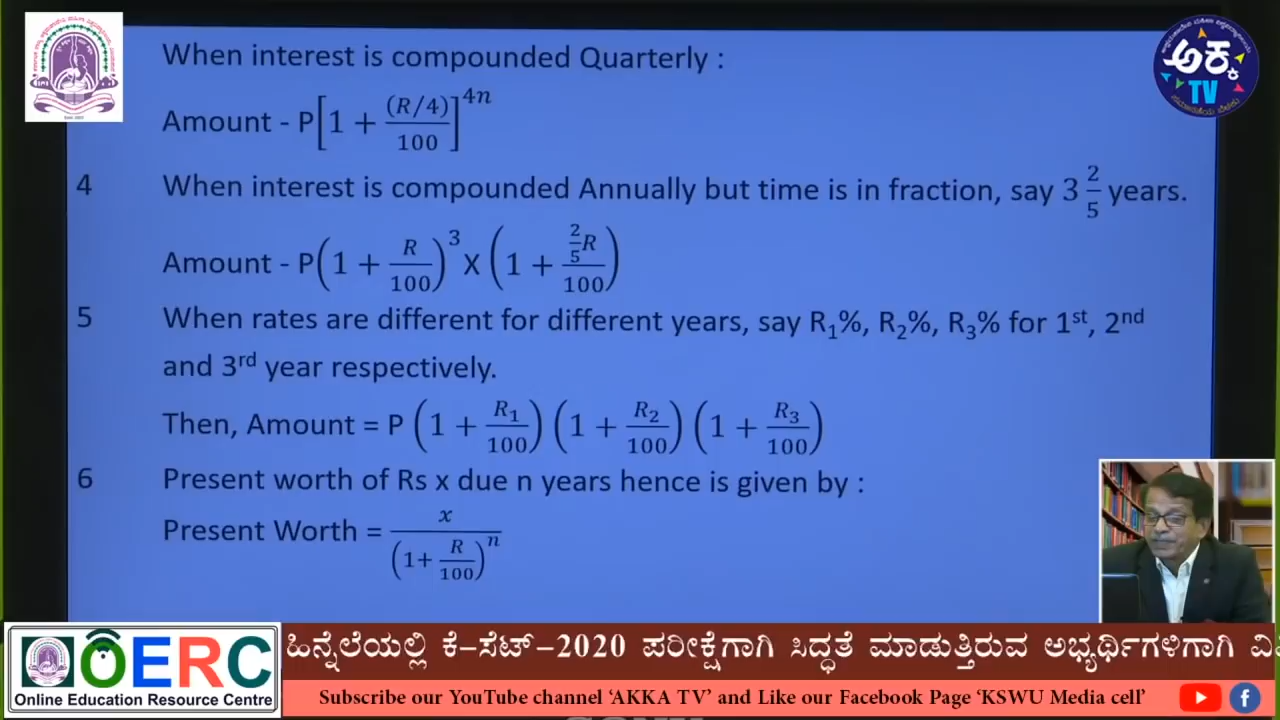 When interest is compounded Quarterly :
Amount - P[1 + (R/4)/100]^4n
4 When interest is compounded Annually but time is in fraction, say 3 2/5 years.
Amount - P(1 + R/100)^3 X (1 + (2/5 R)/100)
5 When rates are different for different years, say R₁%, R₂%, R₃% for 1st, 2nd
and 3rd year respectively.
Then, Amount = P (1 + R₁/100) (1 + R₂/100) (1 + R₃/100)
6 Present worth of Rs x due n years hence is given by :
Present Worth = x/(1+ R/100)^n
ಅಕ್ಕ
TV
OERC
Online Education Resource Centre
ಹಿನ್ನೆಲೆಯಲ್ಲಿ ಕೆ-ಸೆಟ್-2020 ಪರೀಕ್ಷೆಗಾಗಿ ಸಿದ್ಧತೆ ಮಾಡುತ್ತಿರುವ ಅಭ್ಯರ್ಥಿಗಳಿಗಾಗಿ
Subscribe our YouTube channel ‘AKKA TV’ and Like our Facebook Page ‘KSWU Media cell’